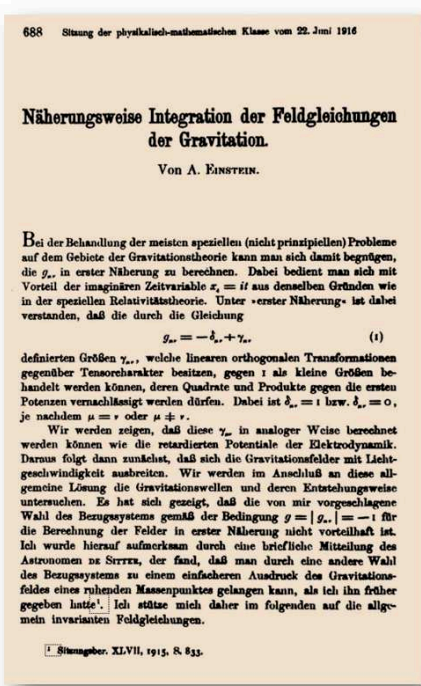 688 Sitzung der physikalisch-mathematischen Klasse vom 22. Juni 1916
Näherungsweise Integration der Feldgleichungen
der Gravitation.
Von A. EINSTEIN.
Bei der Behandlung der meisten speziellen (nicht prinzipiellen) Probleme
auf dem Gebiete der Gravitationstheorie kann man sich damit begnügen,
die gμν in erster Näherung zu berechnen. Dabei bedient man sich mit
Vorteil der imaginären Zeitvariable x₄ = it aus denselben Gründen wie
in der speziellen Relativitätstheorie. Unter »erster Näherung« ist dabei
verstanden, daß die durch die Gleichung
gμν = — δμν + γμν (1)
definierten Größen γμν, welche linearen orthogonalen Transformationen
gegenüber Tensorcharakter besitzen, gegen 1 als kleine Größen be-
handelt werden können, deren Quadrate und Produkte gegen die ersten
Potenzen vernachlässigt werden dürfen. Dabei ist δμν = 1 bzw. δμν = 0,
je nachdem μ = ν oder μ ≠ ν.
Wir werden zeigen, daß diese γμν in analoger Weise berechnet
werden können wie die retardierten Potentiale der Elektrodynamik.
Daraus folgt dann zunächst, daß sich die Gravitationsfelder mit Licht-
geschwindigkeit ausbreiten. Wir werden im Anschluß an diese all-
gemeine Lösung die Gravitationswellen und deren Entstehungsweise
untersuchen. Es hat sich gezeigt, daß die von mir vorgeschlagene
Wahl des Bezugssystems gemäß der Bedingung g = | gμν | = — 1 für
die Berechnung der Felder in erster Näherung nicht vorteilhaft ist.
Ich wurde hierauf aufmerksam durch eine briefliche Mitteilung des
Astronomen DE SITTER, der fand, daß man durch eine andere Wahl
des Bezugssystems zu einem einfacheren Ausdruck des Gravitations-
feldes eines ruhenden Massenpunktes gelangen kann, als ich ihn früher
gegeben hatte¹. Ich stütze mich daher im folgenden auf die allge-
mein invarianten Feldgleichungen.
¹ Sitzungsber. XLVII, 1915, S. 833.